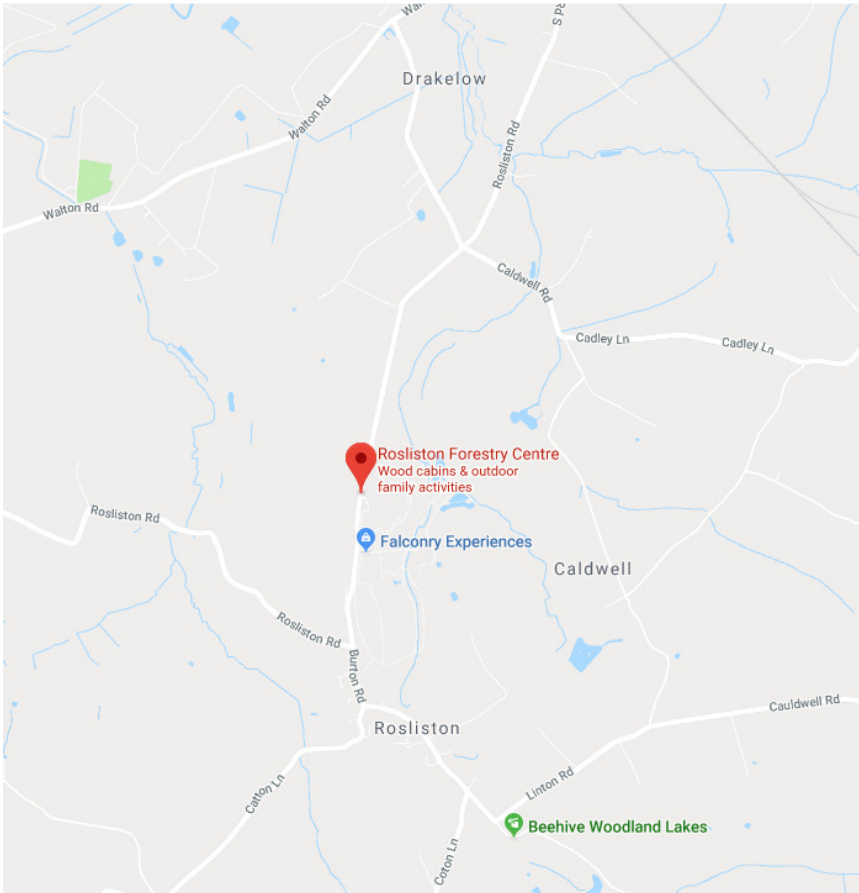 Wa
Rd S
Drakelow
Walton Rd
Rosliston Rd
Walton Rd
Caldwell Rd
Cadley Ln
Cadley Ln
Rosliston Forestry Centre
Wood cabins & outdoor
family activities
Rosliston Rd
Falconry Experiences
Caldwell
Rosliston Rd
Burton Rd
Cauldwell Rd
Rosliston
Catton Ln
Linton Rd
Beehive Woodland Lakes
Coton Ln